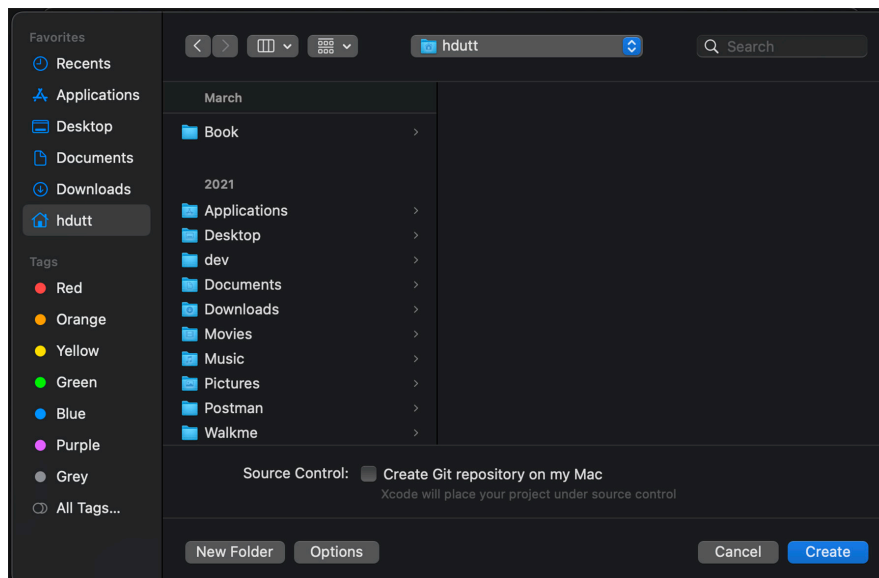 Favorites
Recents
Applications
Desktop
Documents
Downloads
hdutt
Tags
Red
Orange
Yellow
Green
Blue
Purple
Grey
All Tags...
hdutt
Search
March
Book
2021
Applications
Desktop
dev
Documents
Downloads
Movies
Music
Pictures
Postman
Walkme
Source Control: Create Git repository on my Mac
Xcode will place your project under source control
New Folder Options Cancel Create